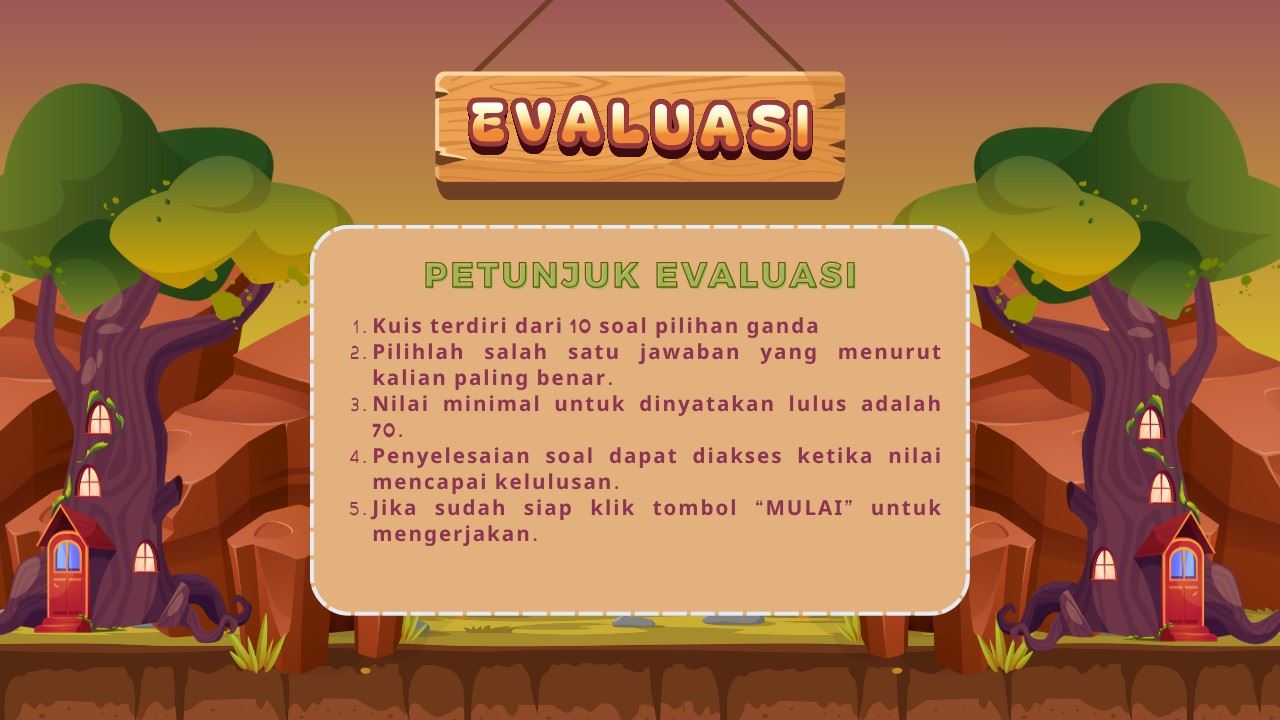 EVALUASI
PETUNJUK EVALUASI
1. Kuis terdiri dari 10 soal pilihan ganda
2. Pilihlah salah satu jawaban yang menurut
kalian paling benar.
3. Nilai minimal untuk dinyatakan lulus adalah
70.
4. Penyelesaian soal dapat diakses ketika nilai
mencapai kelulusan.
5. Jika sudah siap klik tombol “MULAI” untuk
mengerjakan.